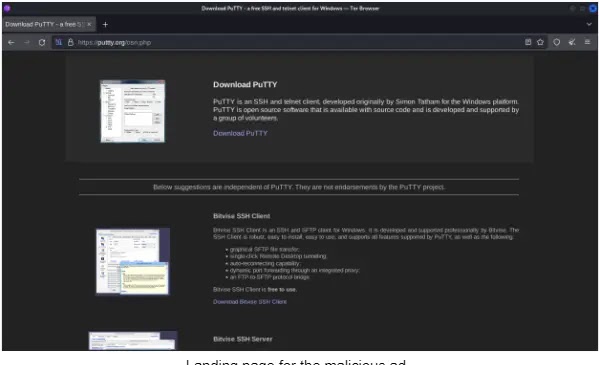 Download PuTTY - a free SSH and telnet client for Windows — Tor Browser
Download PuTTY - a free SS
https://putty.org/osn.php
Download PuTTY
PuTTY is an SSH and telnet client, developed originally by Simon Tatham for the Windows platform.
PuTTY is open source software that is available with source code and is developed and supported by
a group of volunteers.
Download PuTTY
Below suggestions are independent of PuTTY. They are not endorsements by the PuTTY project.
Bitvise SSH Client
Bitvise SSH Client is an SSH and SFTP client for Windows. It is developed and supported professionally by Bitvise. The
SSH Client is robust, easy to install, easy to use, and supports all features supported by PuTTY, as well as the following:
• graphical SFTP file transfer;
• single-click Remote Desktop tunneling;
• auto-reconnecting capability;
• dynamic port forwarding through an integrated proxy;
• an FTP-to-SFTP protocol bridge.
Bitvise SSH Client is free to use.
Download Bitvise SSH Client
Bitvise SSH Server
Landing page for the malicious ad